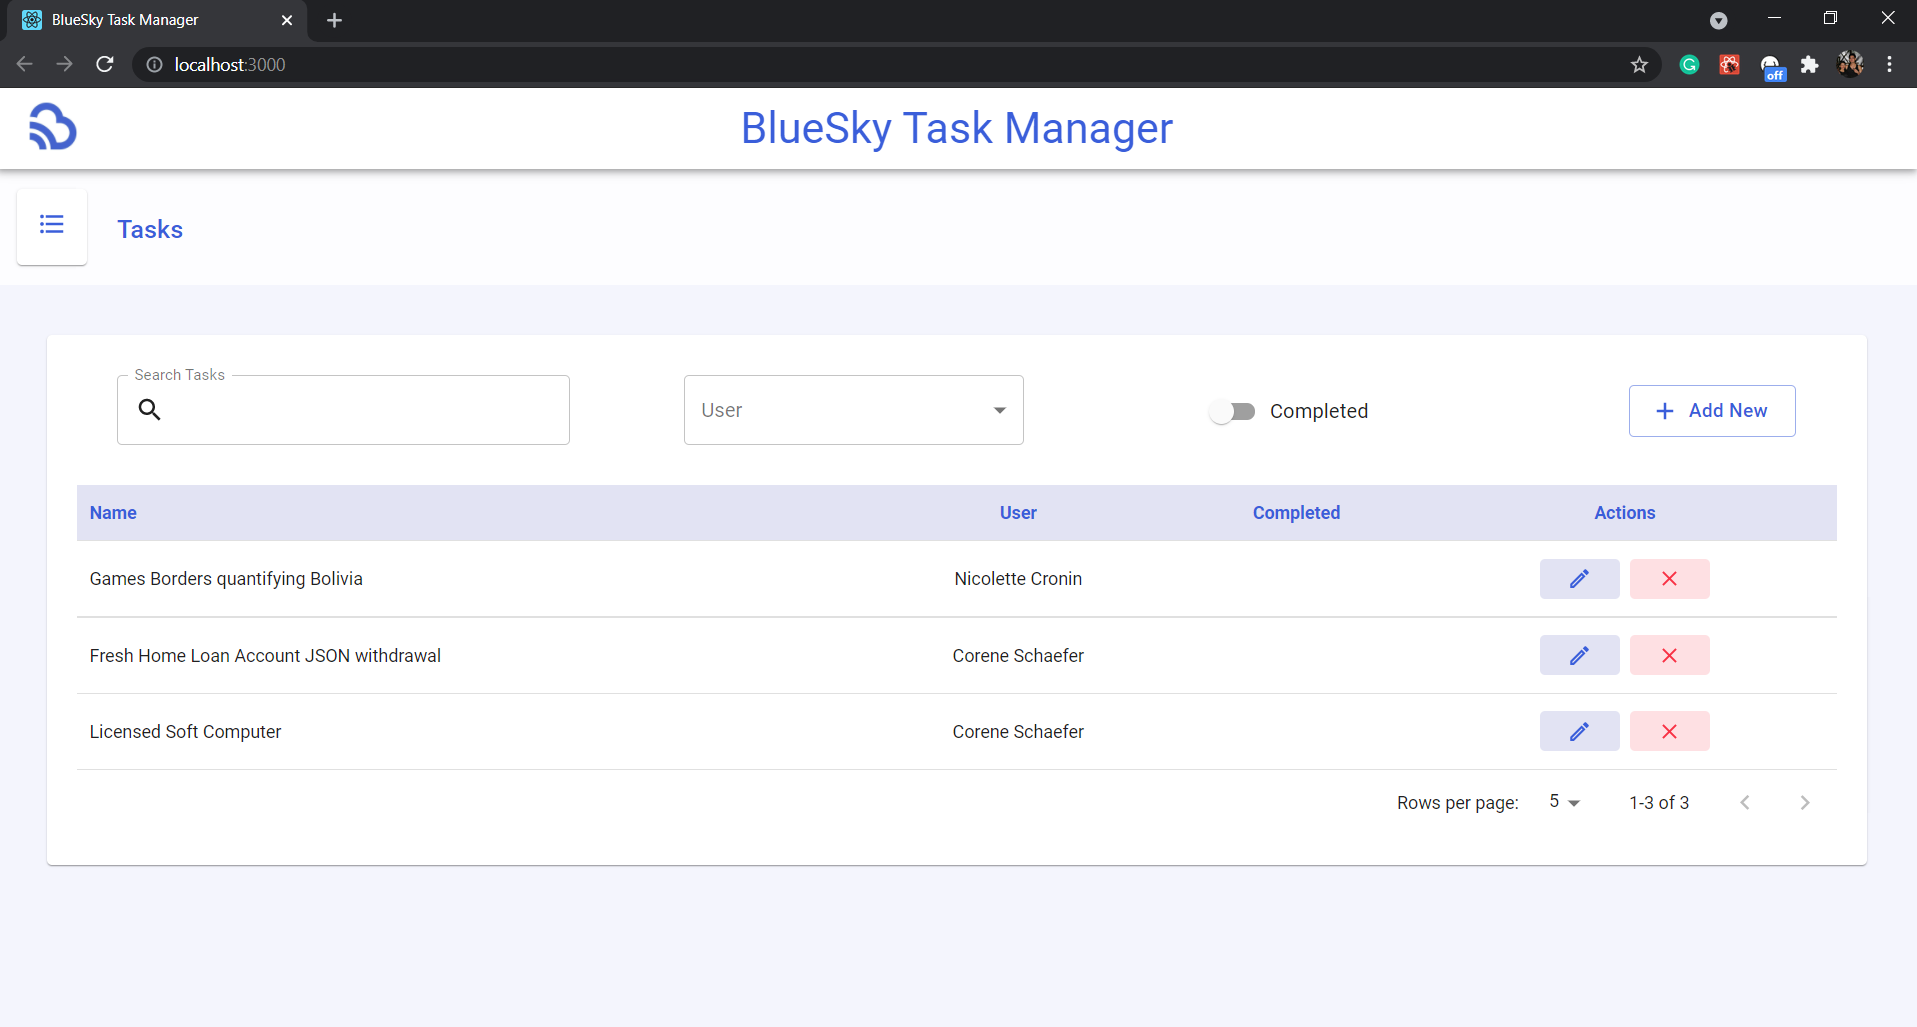 BlueSky Task Manager
localhost:3000
off
BlueSky Task Manager
Tasks
Search Tasks
User
Completed
Add New
Name User Completed Actions
Games Borders quantifying Bolivia Nicolette Cronin
Fresh Home Loan Account JSON withdrawal Corene Schaefer
Licensed Soft Computer Corene Schaefer
Rows per page: 5 1-3 of 3